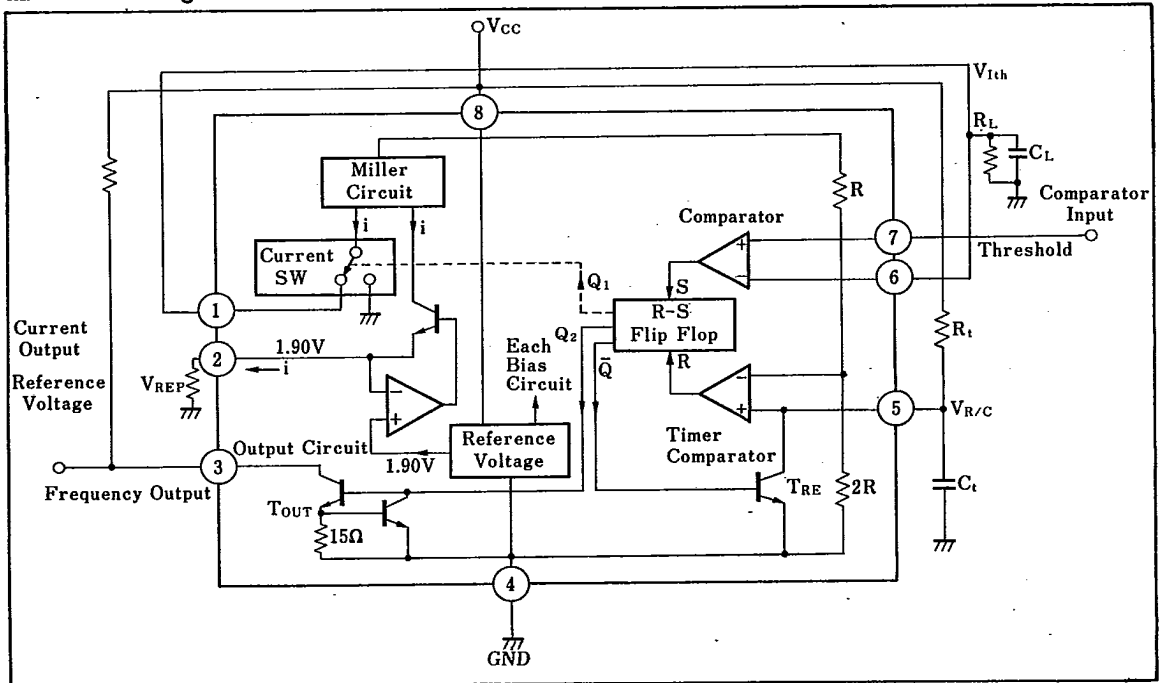 VCC
VIth
8
RL
CL
Miller
Circuit
R
Comparator
Comparator
Input
i
i
+
7
Threshold
Current
SW
−
6
Q1
S
1
R-S
Flip Flop
Q2
Rt
Current
Output
Each
Bias
Circuit
Q̄
R
2
1.90V
i
−
VREP
5
VR/C
Reference
Voltage
−
+
+
Reference
Voltage
Timer
Comparator
3
Output Circuit
1.90V
Frequency Output
TRE
2R
Ct
TOUT
15Ω
4
GND